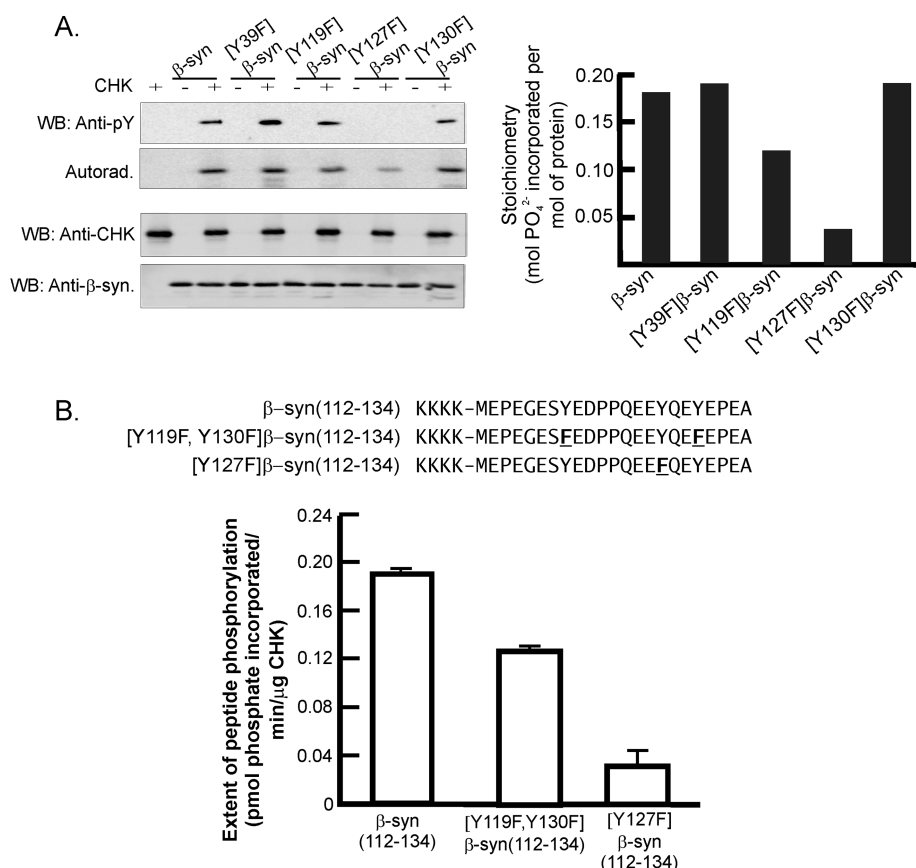 A.
β-syn [Y39F]β-syn [Y119F]β-syn [Y127F]β-syn [Y130F]β-syn
CHK + - + - + - + - + - +
WB: Anti-pY
Autorad.
WB: Anti-CHK
WB: Anti-β-syn.
Stoichiometry
(mol PO₄²⁻ incorporated per
mol of protein)
0.20
0.15
0.10
0.05
β-syn
[Y39F]β-syn
[Y119F]β-syn
[Y127F]β-syn
[Y130F]β-syn
B.
β-syn(112-134) KKKK-MEPEGESYEDPPQEEYQEYEPEA
[Y119F, Y130F]β-syn(112-134) KKKK-MEPEGESFEDPPQEEYQEFEPEA
[Y127F]β-syn(112-134) KKKK-MEPEGESYEDPPQEEFQEYEPEA
Extent of peptide phosphorylation
(pmol phosphate incorporated/
min/μg CHK)
0.24
0.20
0.16
0.12
0.08
0.04
0
β-syn
(112-134)
[Y119F,Y130F]
β-syn(112-134)
[Y127F]
β-syn
(112-134)